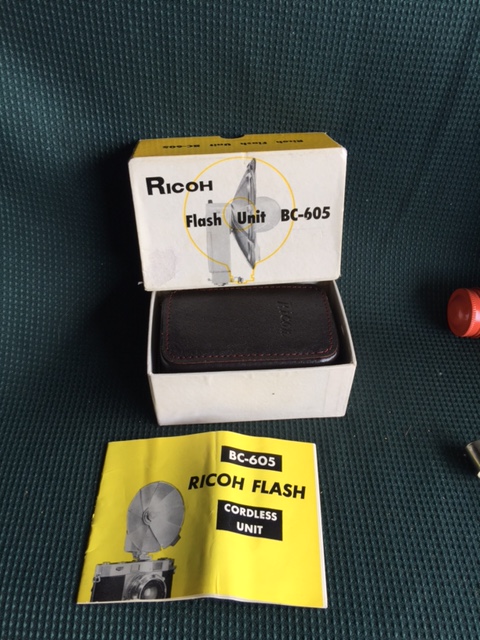 Ricoh Flash Unit BC-605
RICOH
Flash Unit BC-605
BC-605
RICOH FLASH
CORDLESS
UNIT